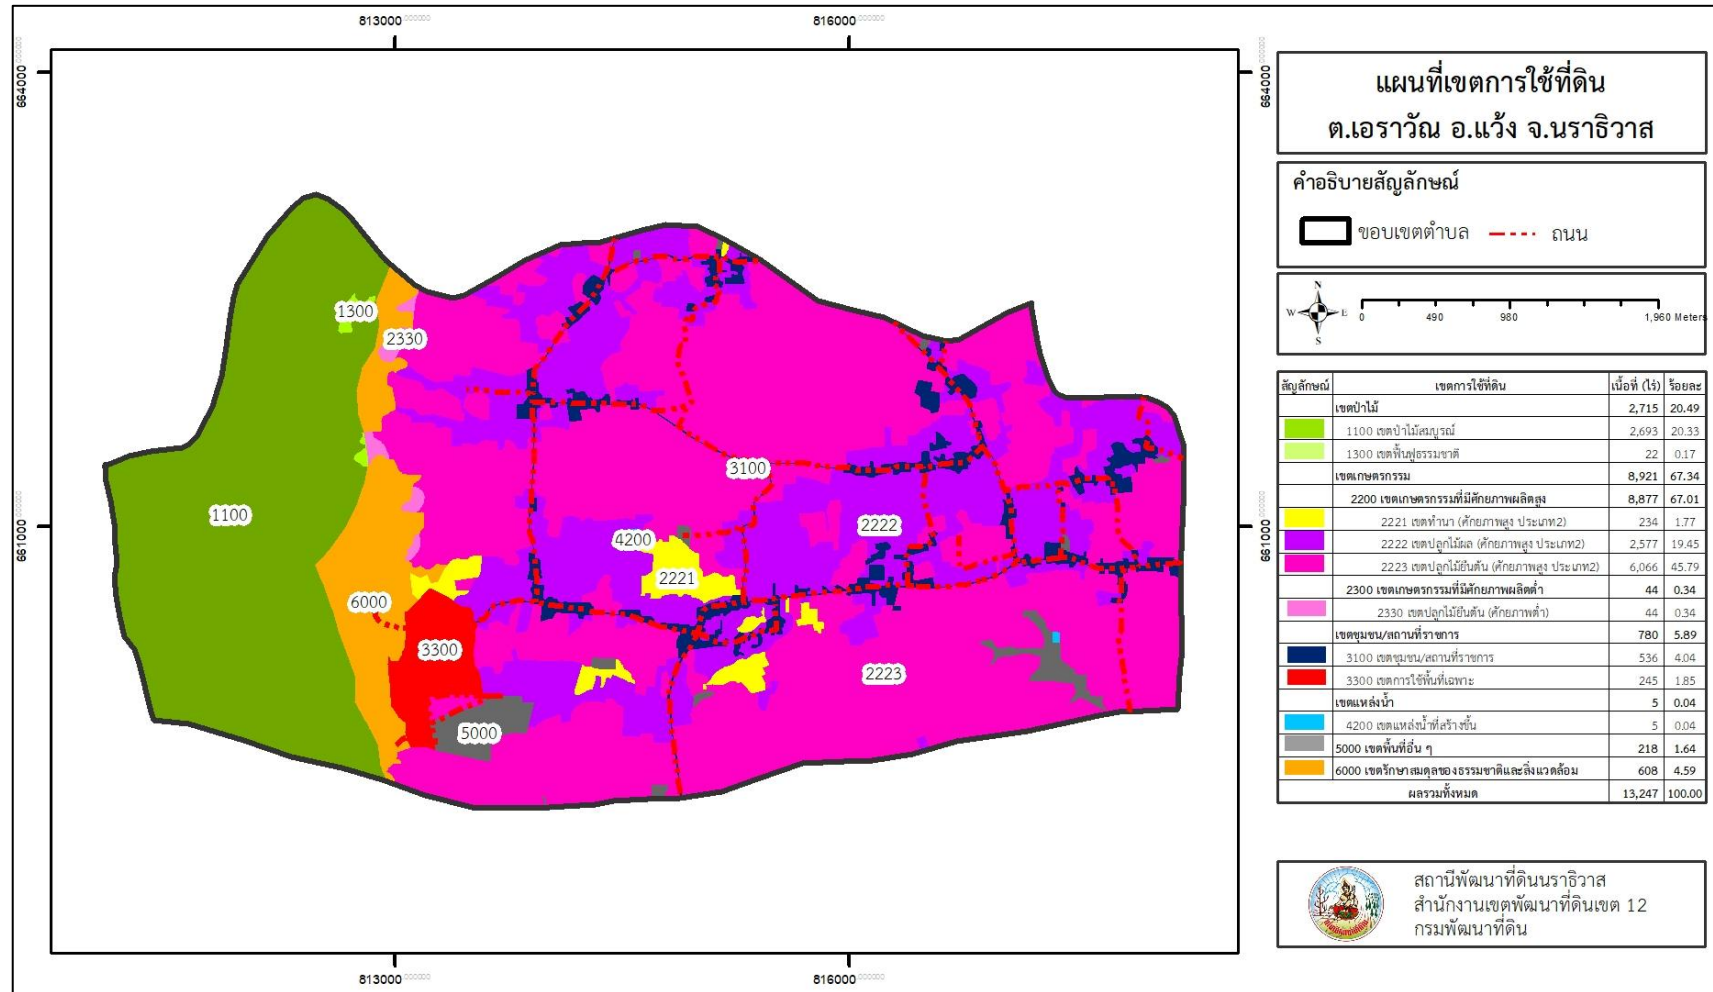 813000
816000
664000
664000
661000
661000
1300
2330
1100
3100
2222
4200
2221
6000
3300
2223
5000
813000
816000
แผนที่เขตการใช้ที่ดิน
ต.เอราวัณ อ.แว้ง จ.นราธิวาส
คำอธิบายสัญลักษณ์
ขอบเขตตำบล ถนน
N
W E
S
0 490 980 1,960 Meters
สัญลักษณ์ เขตการใช้ที่ดิน เนื้อที่ (ไร่) ร้อยละ
เขตป่าไม้ 2,715 20.49
1100 เขตป่าไม้สมบูรณ์ 2,693 20.33
1300 เขตฟื้นฟูธรรมชาติ 22 0.17
เขตเกษตรกรรม 8,921 67.34
2200 เขตเกษตรกรรมที่มีศักยภาพผลิตสูง 8,877 67.01
2221 เขตทำนา (ศักยภาพสูง ประเภท2) 234 1.77
2222 เขตปลูกไม้ผล (ศักยภาพสูง ประเภท2) 2,577 19.45
2223 เขตปลูกไม้ยืนต้น (ศักยภาพสูง ประเภท2) 6,066 45.79
2300 เขตเกษตรกรรมที่มีศักยภาพผลิตต่ำ 44 0.34
2330 เขตปลูกไม้ยืนต้น (ศักยภาพต่ำ) 44 0.34
เขตชุมชน/สถานที่ราชการ 780 5.89
3100 เขตชุมชน/สถานที่ราชการ 536 4.04
3300 เขตการใช้พื้นที่เฉพาะ 245 1.85
เขตแหล่งน้ำ 5 0.04
4200 เขตแหล่งน้ำที่สร้างขึ้น 5 0.04
5000 เขตพื้นที่อื่น ๆ 218 1.64
6000 เขตรักษาสมดุลของธรรมชาติและสิ่งแวดล้อม 608 4.59
ผลรวมทั้งหมด 13,247 100.00
สถานีพัฒนาที่ดินนราธิวาส
สำนักงานเขตพัฒนาที่ดินเขต 12
กรมพัฒนาที่ดิน